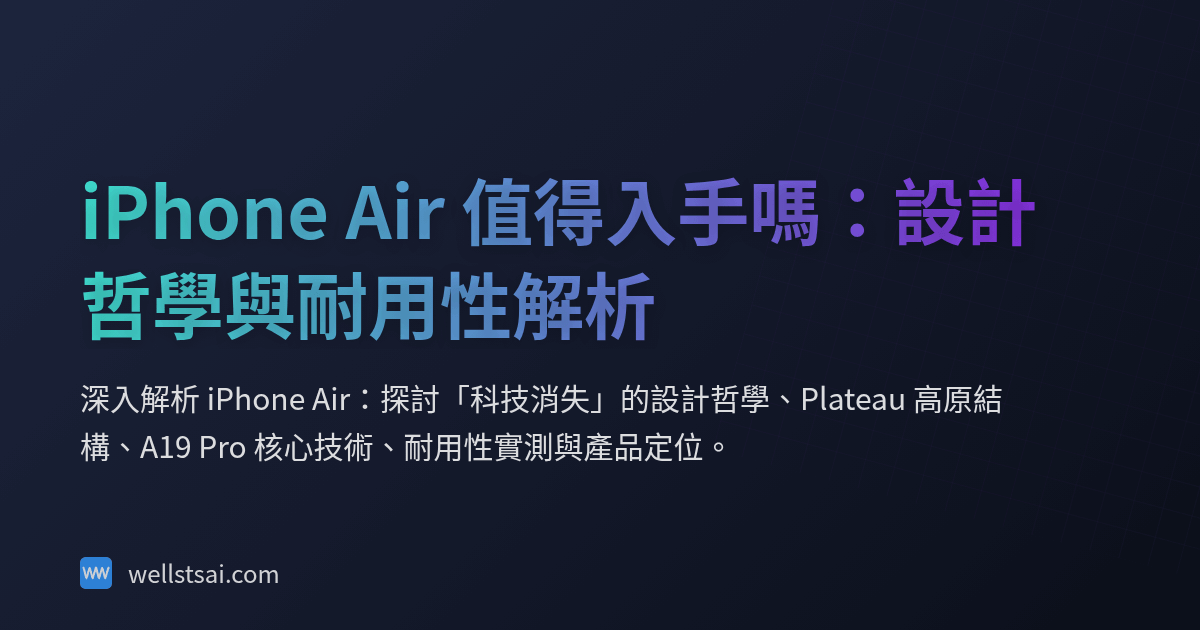 iPhone Air 值得入手嗎：設計
哲學與耐用性解析
深入解析 iPhone Air：探討「科技消失」的設計哲學、Plateau 高原結
構、A19 Pro 核心技術、耐用性實測與產品定位。
wellstsai.com